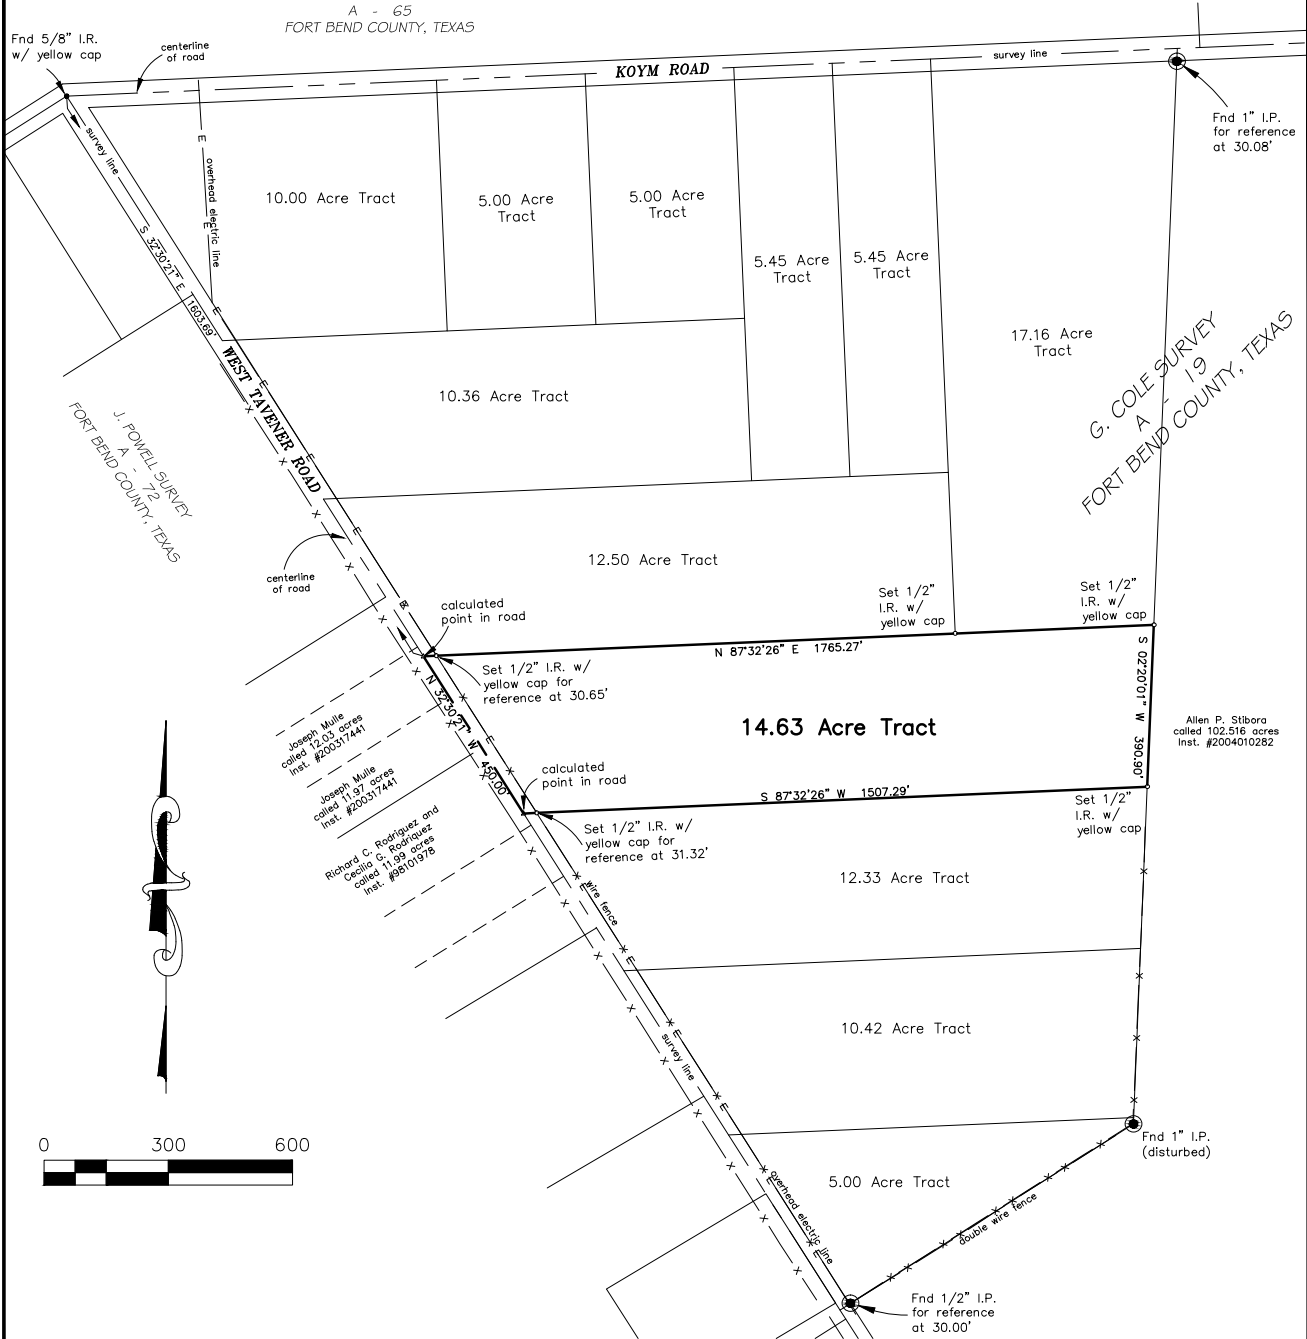 A - 65
FORT BEND COUNTY, TEXAS
Fnd 5/8" I.R.
w/ yellow cap
centerline
of road
KOYM ROAD
survey line
Fnd 1" I.P.
for reference
at 30.08'
survey line
E
overhead electric line
E
10.00 Acre Tract
5.00 Acre
Tract
5.00 Acre
Tract
5.45 Acre
Tract
5.45 Acre
Tract
17.16 Acre
Tract
G. COLE SURVEY
A - 19
FORT BEND COUNTY, TEXAS
S 32°30'21" E
1603.69'
WEST TAVENER ROAD
10.36 Acre Tract
J. POWELL SURVEY
A - 72
FORT BEND COUNTY, TEXAS
12.50 Acre Tract
centerline
of road
calculated
point in road
Set 1/2"
I.R. w/
yellow cap
Set 1/2"
I.R. w/
yellow cap
N 87°32'26" E 1765.27'
Set 1/2" I.R. w/
yellow cap for
reference at 30.65'
N 32°30'21" W 450.00'
S 02°20'01" W 390.90'
14.63 Acre Tract
Allen P. Stibora
called 102.516 acres
Inst. #2004010282
Joseph Mulle
called 12.03 acres
Inst. #200317441
Joseph Mulle
called 11.97 acres
Inst. #200317441
Richard C. Rodriguez and
Cecilia G. Rodriquez
called 11.99 acres
Inst. #98101978
calculated
point in road
S 87°32'26" W 1507.29'
Set 1/2"
I.R. w/
yellow cap
Set 1/2" I.R. w/
yellow cap for
reference at 31.32'
12.33 Acre Tract
wire fence
10.42 Acre Tract
survey line
0 300 600
Fnd 1" I.P.
(disturbed)
5.00 Acre Tract
overhead electric line
double wire fence
Fnd 1/2" I.P.
for reference
at 30.00'